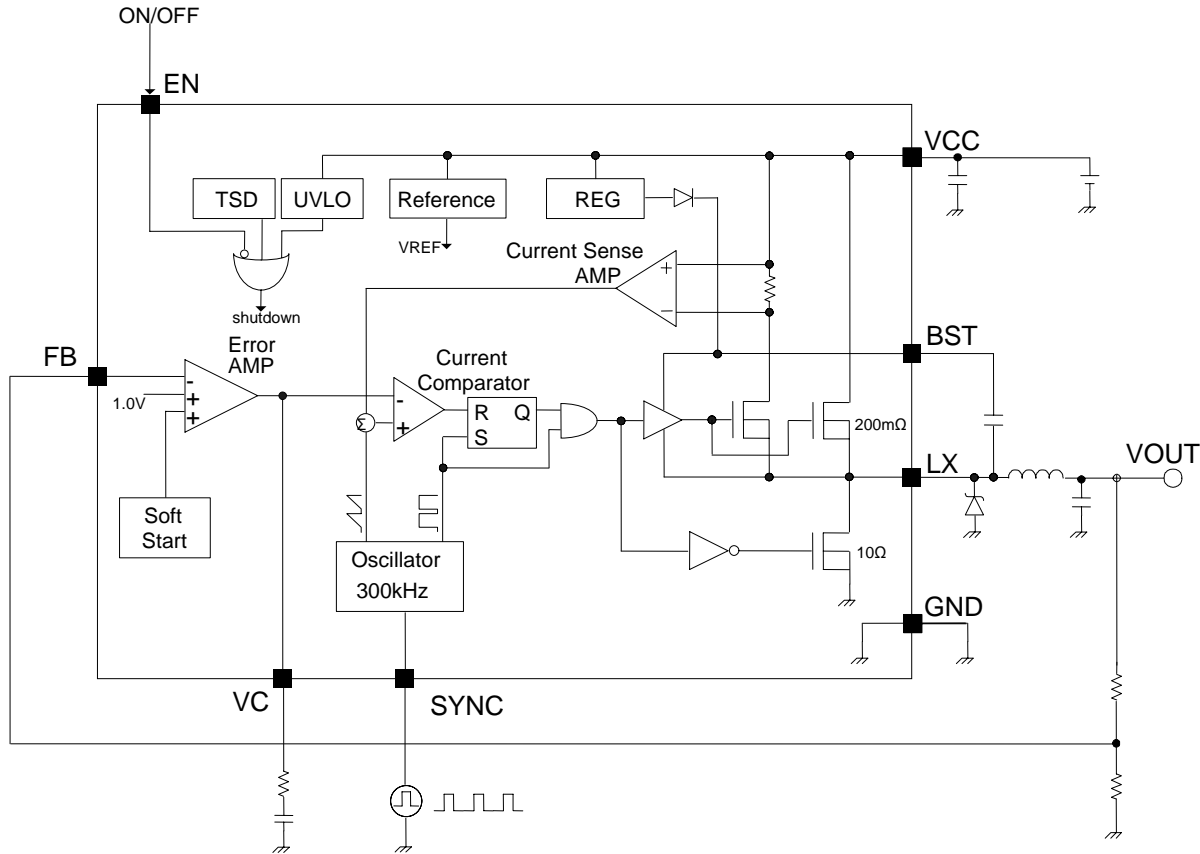 ON/OFF
EN
VCC
TSD
UVLO
Reference
REG
VREF
Current Sense
AMP
+
−
shutdown
FB
Error
AMP
BST
Current
Comparator
1.0V
-
+
+
-
+
Σ
R
Q
S
200mΩ
LX
VOUT
Soft
Start
Oscillator
300kHz
10Ω
GND
VC
SYNC